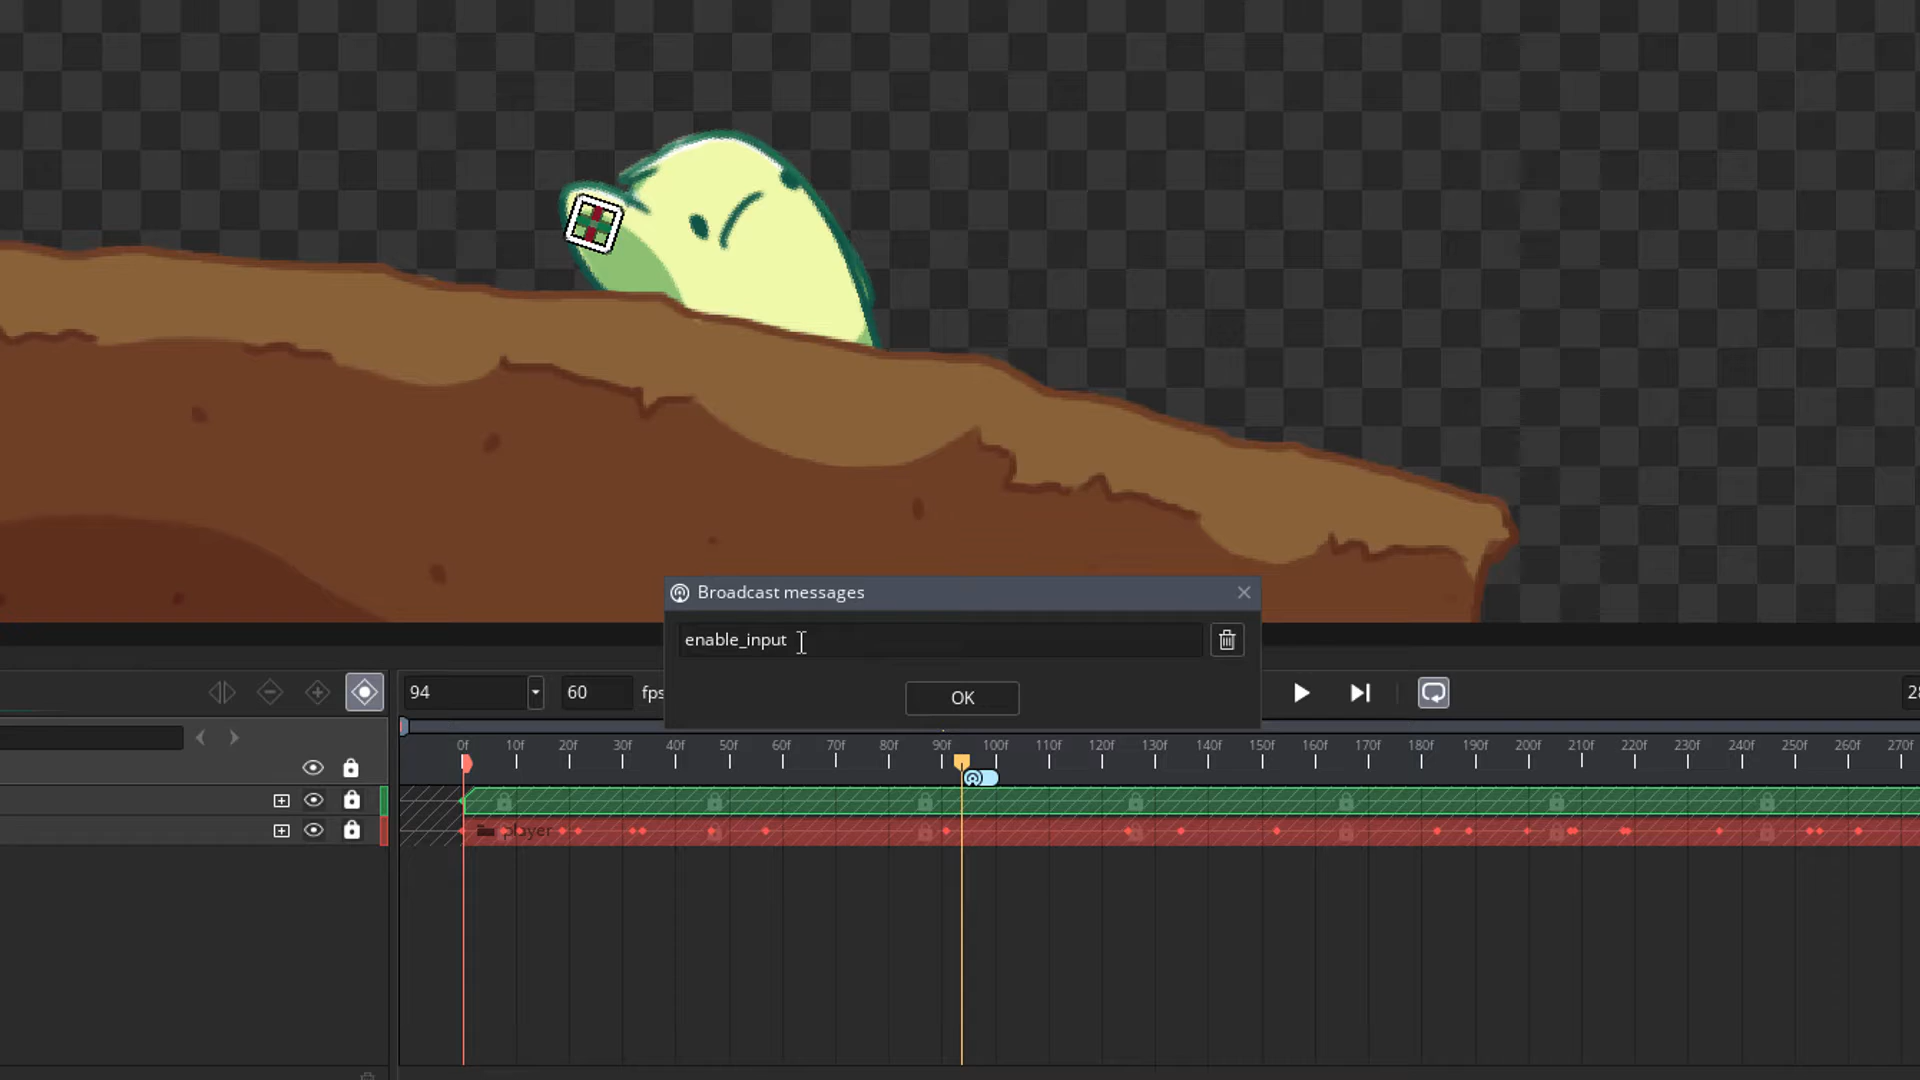 Broadcast messages
enable_input
OK
94
60
fps
0f 10f 20f 30f 40f 50f 60f 70f 80f 90f 100f 110f 120f 130f 140f 150f 160f 170f 180f 190f 200f 210f 220f 230f 240f 250f 260f 270f
player